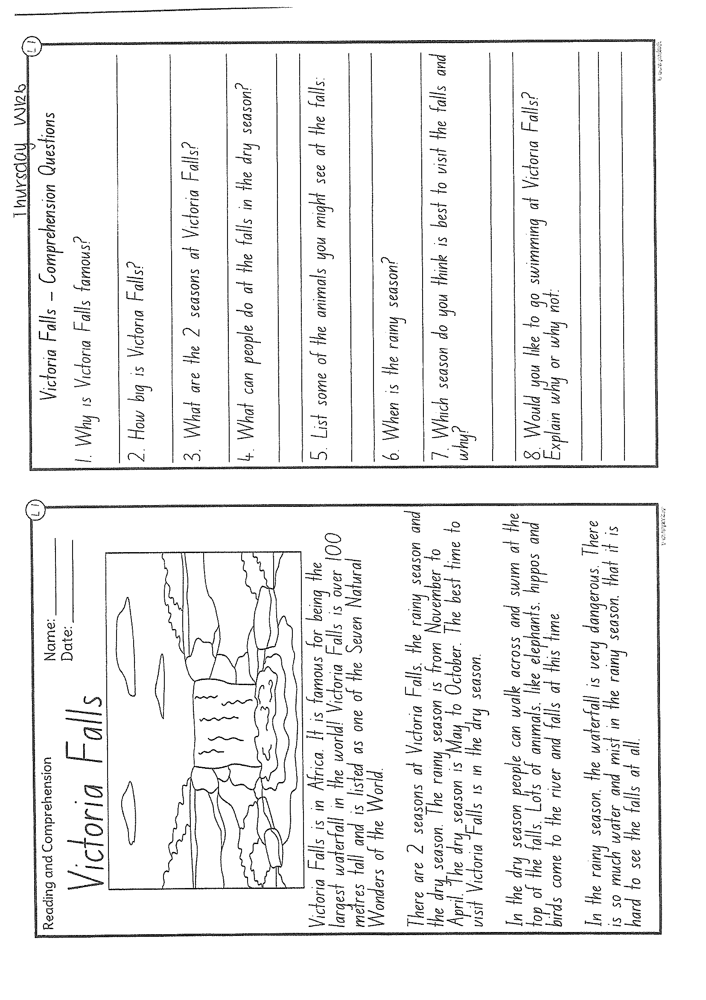 Reading and Comprehension
Name:
Date:
L1
Victoria Falls
Victoria Falls is in Africa. It is famous for being the
largest waterfall in the world! Victoria Falls is over 100
metres tall and is listed as one of the Seven Natural
Wonders of the World.
There are 2 seasons at Victoria Falls, the rainy season and
the dry season. The rainy season is from November to
April. The dry season is May to October. The best time to
visit Victoria Falls is in the dry season.
In the dry season people can walk across and swim at the
top of the falls. Lots of animals, like elephants, hippos and
birds come to the river and falls at this time.
In the rainy season, the waterfall is very dangerous. There
is so much water and mist in the rainy season, that it is
hard to see the falls at all.
Thursday Wk6
L1
Victoria Falls – Comprehension Questions
1. Why is Victoria Falls famous?
2. How big is Victoria Falls?
3. What are the 2 seasons at Victoria Falls?
4. What can people do at the falls in the dry season?
5. List some of the animals you might see at the falls:
6. When is the rainy season?
7. Which season do you think is best to visit the falls and
why?
8. Would you like to go swimming at Victoria Falls?
Explain why or why not: